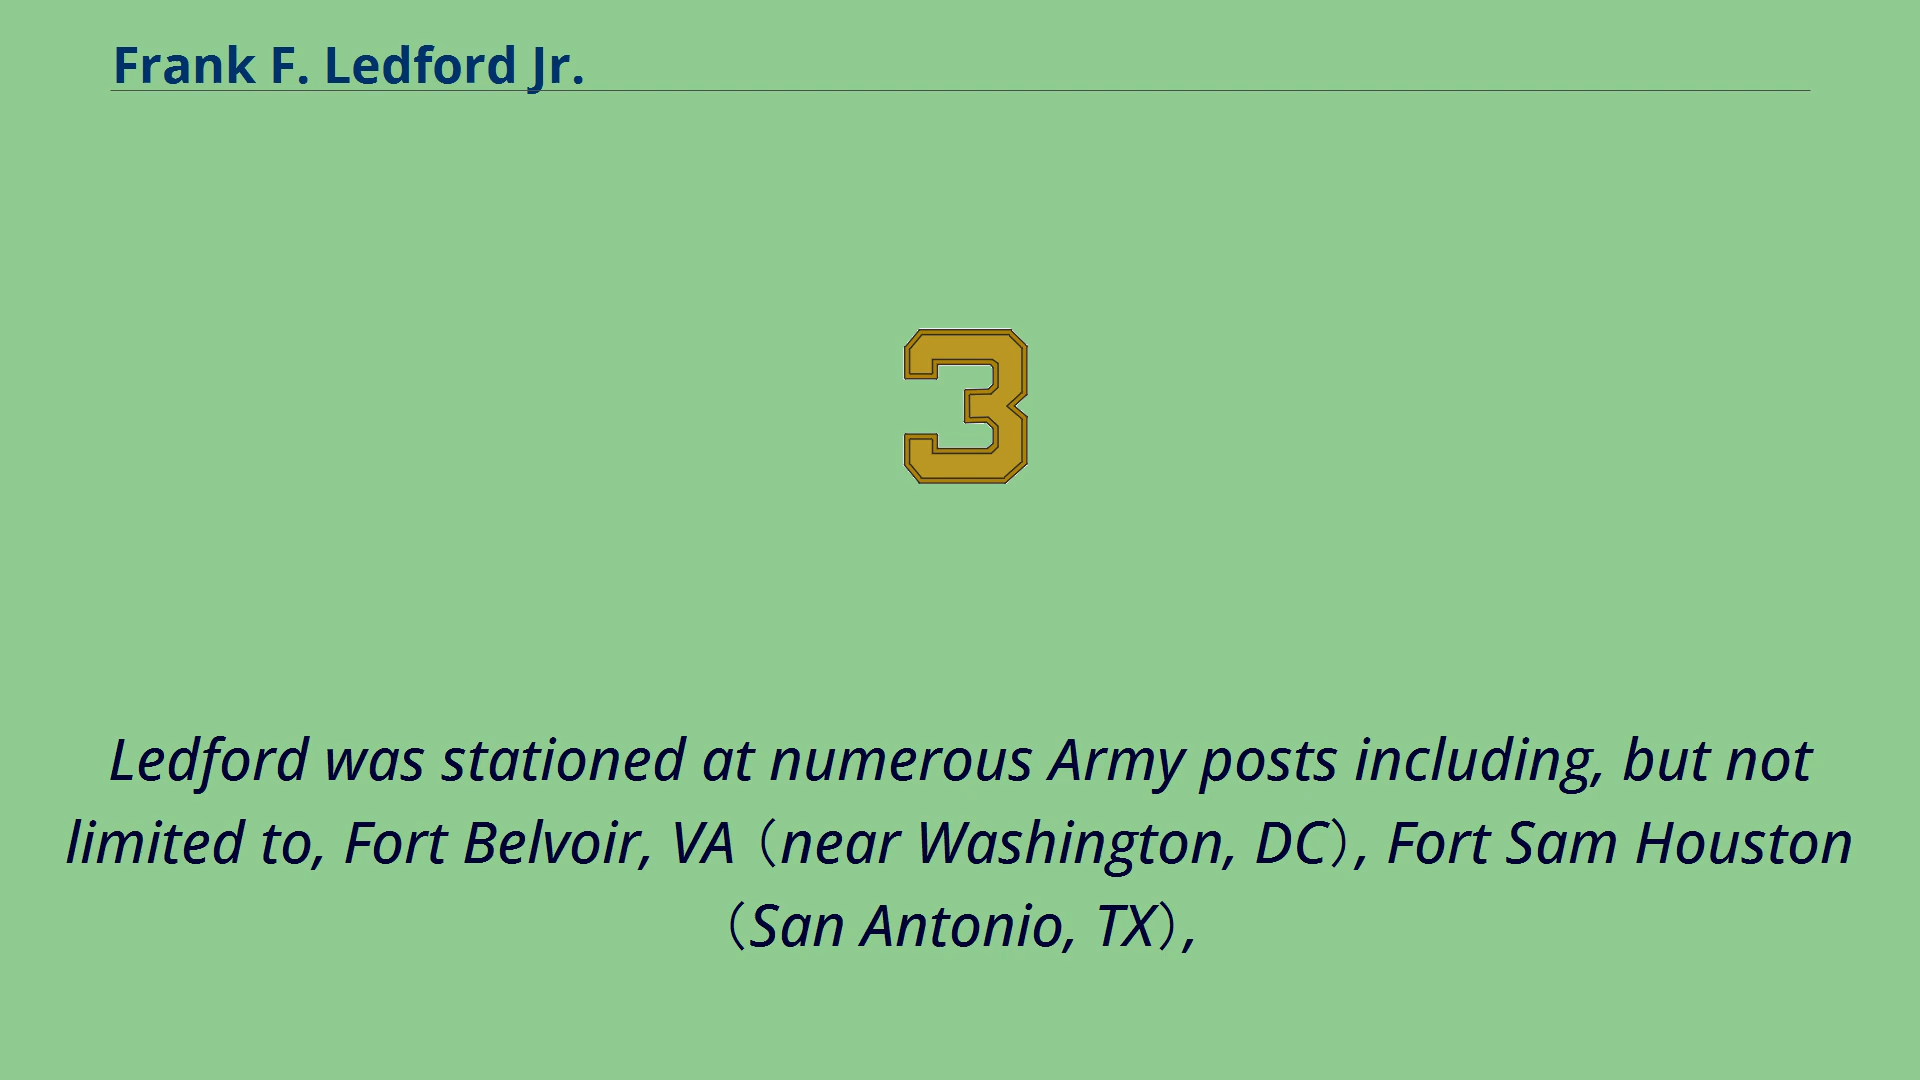 Frank F. Ledford Jr.
3
Ledford was stationed at numerous Army posts including, but not
limited to, Fort Belvoir, VA（near Washington, DC）, Fort Sam Houston
（San Antonio, TX）,